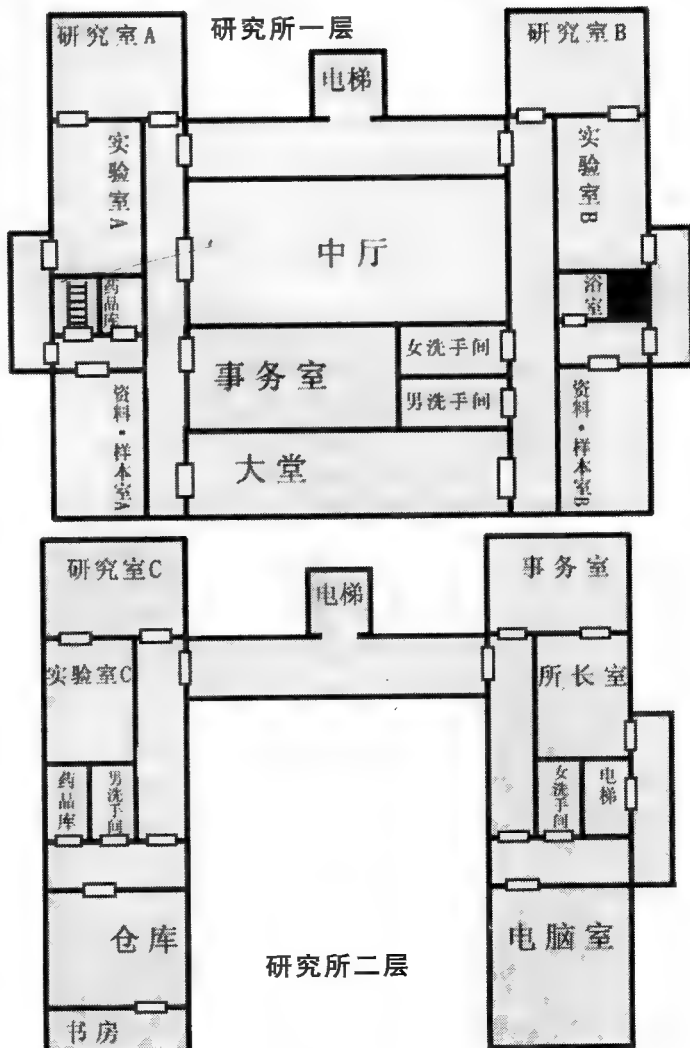 研究所一层
研究室A
电梯
研究室B
实验室A
实验室B
中厅
药品库
浴室
事务室
女洗手间
男洗手间
资料·样本室A
大堂
资料·样本室B
研究室C
电梯
事务室
实验室C
所长室
药品库
男洗手间
女洗手间
电梯
仓库
电脑室
研究所二层
书房